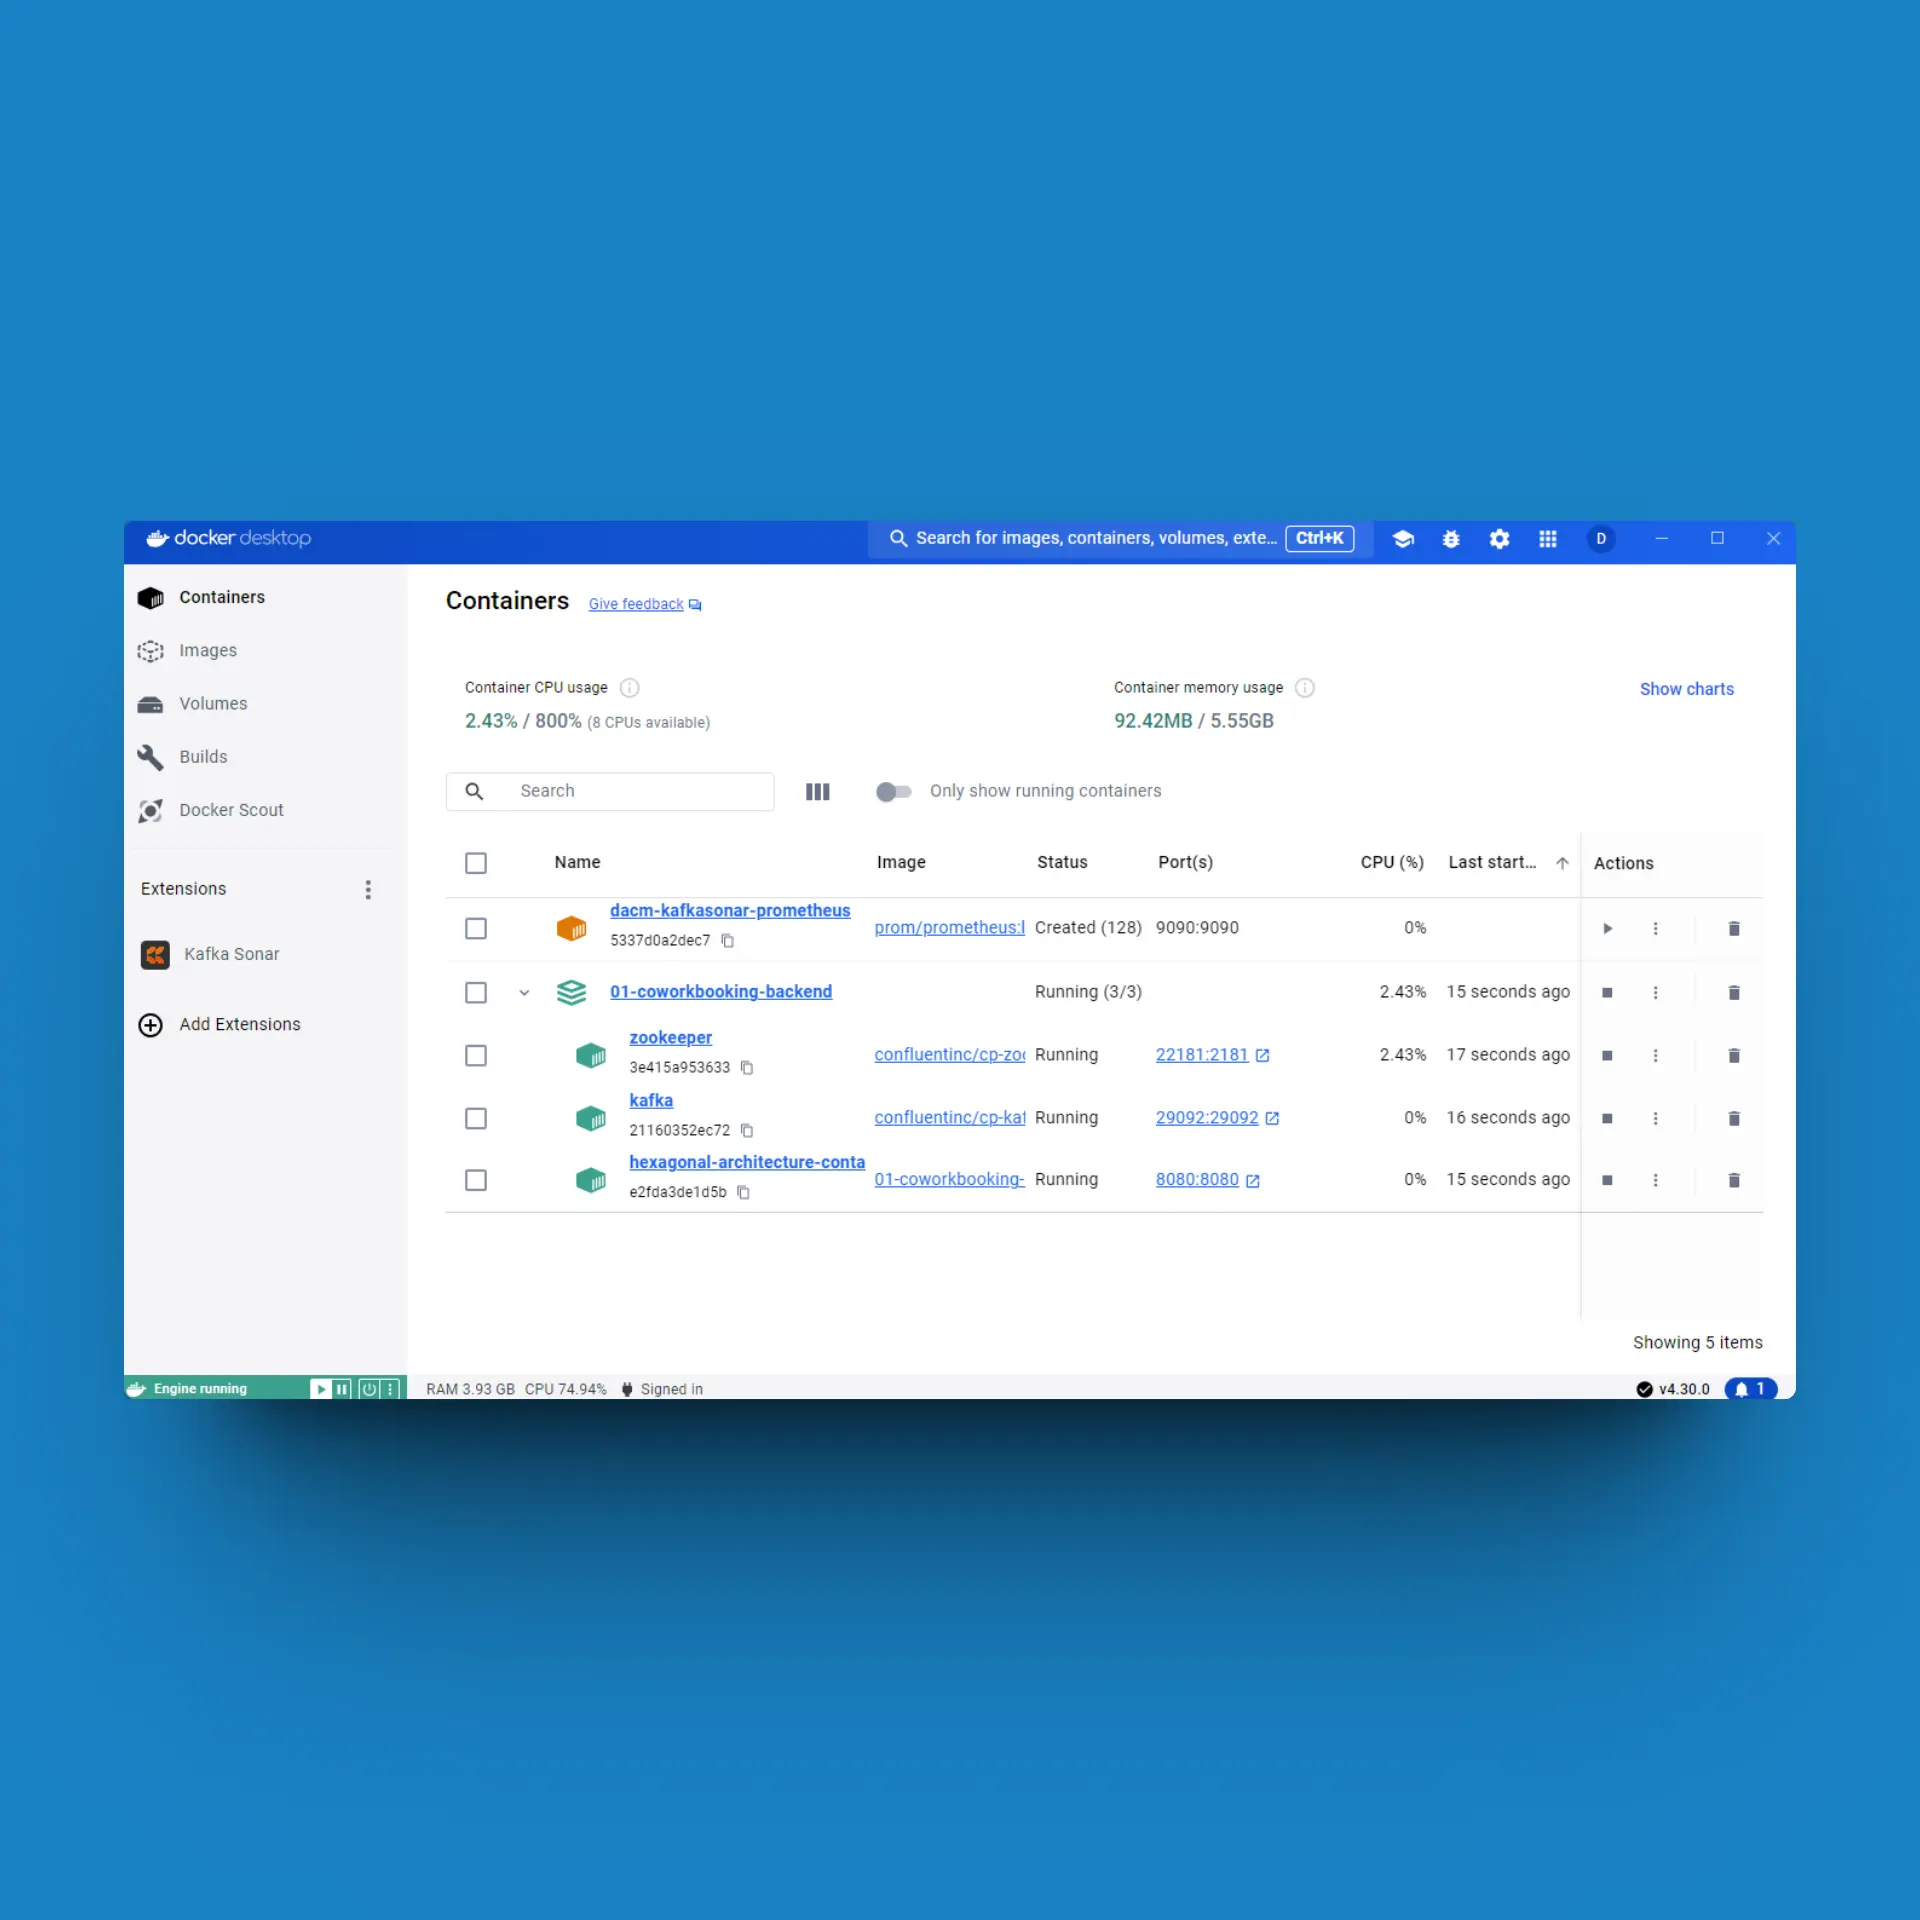 docker desktop
Search for images, containers, volumes, exte... Ctrl+K
D
Containers
Images
Volumes
Builds
Docker Scout
Extensions
Kafka Sonar
Add Extensions
Containers Give feedback
Container CPU usage
2.43% / 800% (8 CPUs available)
Container memory usage
92.42MB / 5.55GB
Show charts
Search
Only show running containers
Name Image Status Port(s) CPU (%) Last start... Actions
dacm-kafkasonar-prometheus
5337d0a2dec7
prom/prometheus:l Created (128) 9090:9090 0%
01-coworkbooking-backend Running (3/3) 2.43% 15 seconds ago
zookeeper
3e415a953633
confluentinc/cp-zoo Running 22181:2181 2.43% 17 seconds ago
kafka
21160352ec72
confluentinc/cp-kaf Running 29092:29092 0% 16 seconds ago
hexagonal-architecture-conta
e2fda3de1d5b
01-coworkbooking- Running 8080:8080 0% 15 seconds ago
Showing 5 items
Engine running
RAM 3.93 GB CPU 74.94% Signed in
v4.30.0
1